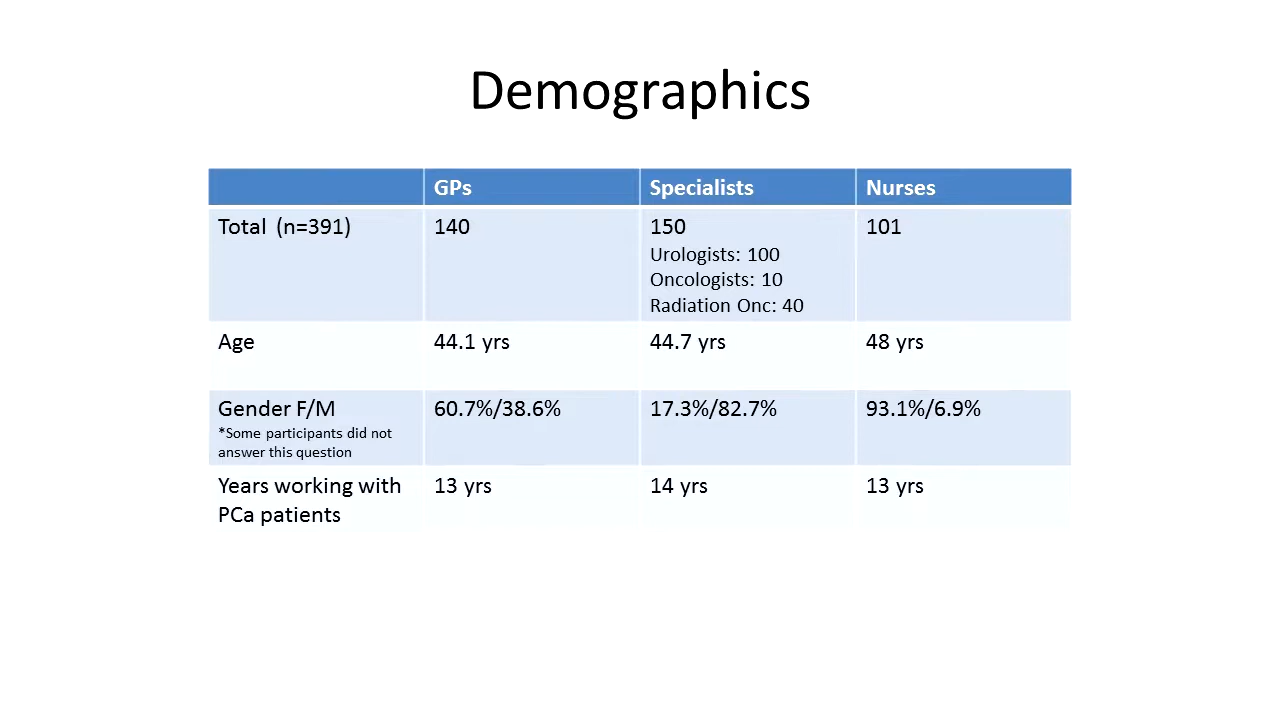 Demographics
GPs Specialists Nurses
Total (n=391) 140 150 101
Urologists: 100
Oncologists: 10
Radiation Onc: 40
Age 44.1 yrs 44.7 yrs 48 yrs
Gender F/M 60.7%/38.6% 17.3%/82.7% 93.1%/6.9%
*Some participants did not
answer this question
Years working with 13 yrs 14 yrs 13 yrs
PCa patients